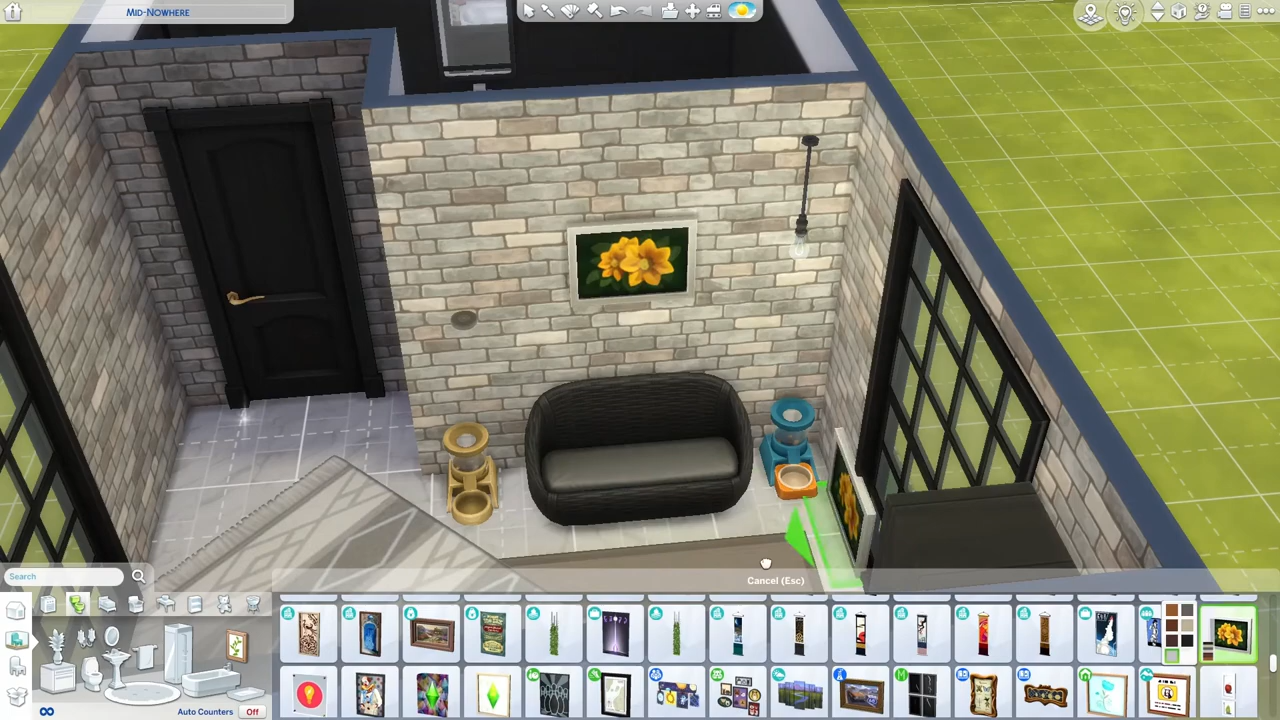 MID-NOWHERE
Cancel (Esc)
Search
Auto Counters
Off